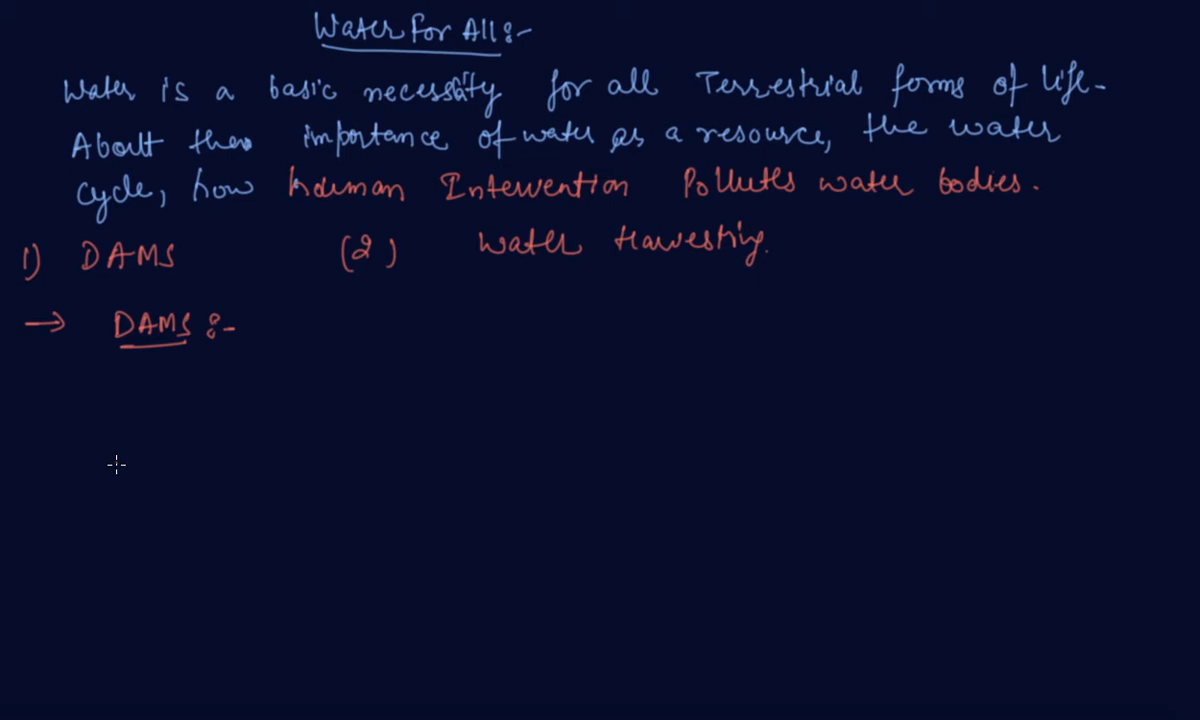 Water For All :-
Water is a basic necessity for all Terrestrial forms of life.
About the importance of water as a resource, the water
cycle, how human Intervention Pollutes water bodies.
1) DAMS (2) Water Harvesting.
→ DAMS :-